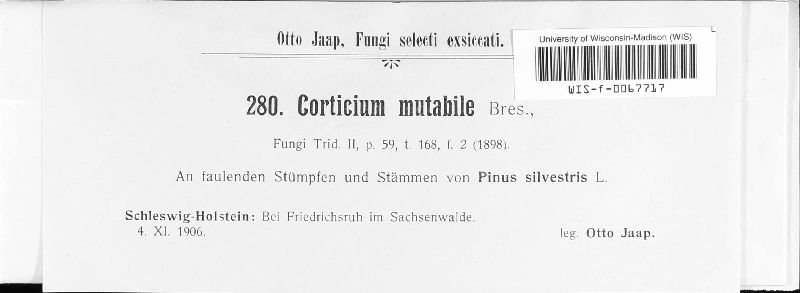 Otto Jaap, Fungi selecti exsiccati.
University of Wisconsin-Madison (WIS)
WIS-f-0067717
280. Corticium mutabile Bres.,
Fungi Trid. II, p. 59, t. 168, f. 2 (1898).
An faulenden Stümpfen und Stämmen von Pinus silvestris L.
Schleswig-Holstein: Bei Friedrichsruh im Sachsenwalde.
4. XI. 1906. leg. Otto Jaap.